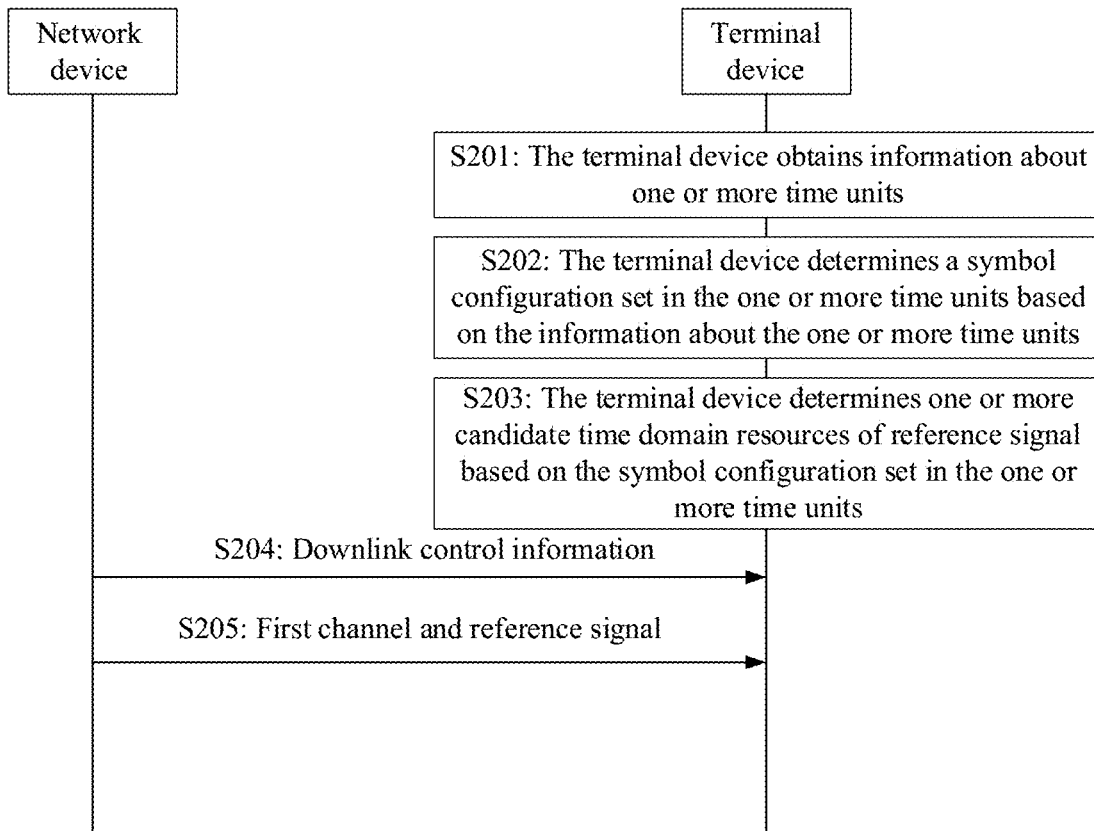 Network
device
Terminal
device
S201: The terminal device obtains information about
one or more time units
S202: The terminal device determines a symbol
configuration set in the one or more time units based
on the information about the one or more time units
S203: The terminal device determines one or more
candidate time domain resources of reference signal
based on the symbol configuration set in the one or
more time units
S204: Downlink control information
S205: First channel and reference signal